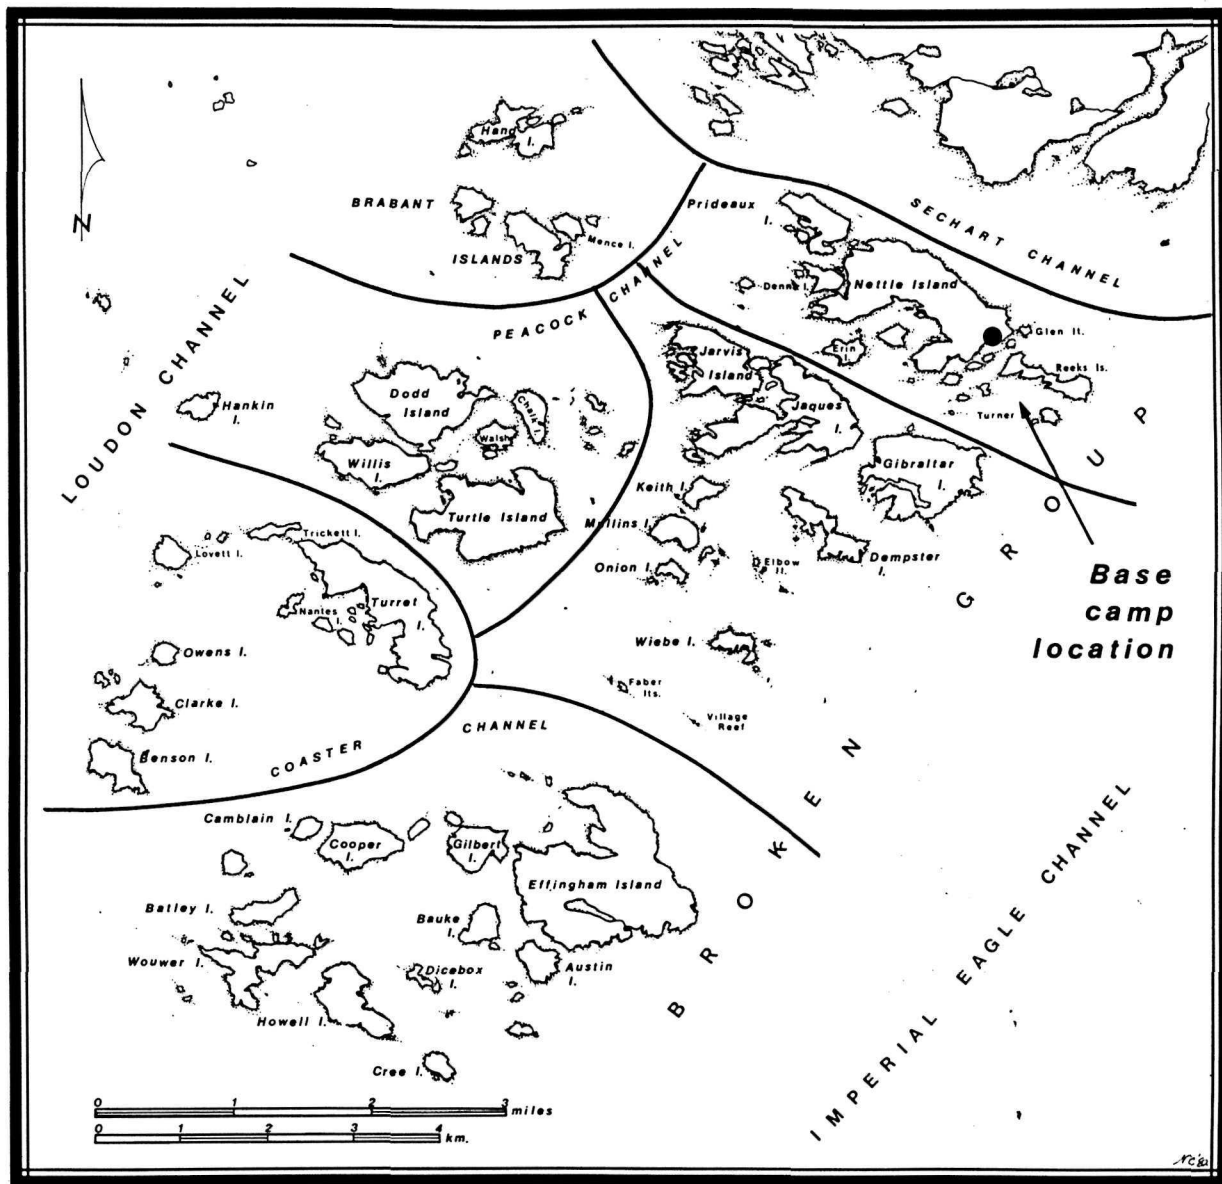 Hand
I.
BRABANT
Prideaux
I.
SECHART CHANNEL
N
Mence I.
ISLANDS
Nettle Island
Denne I.
PEACOCK CHANNEL
LOUDON CHANNEL
Glen It.
Erin
I.
Jarvis
Island
Reeks Is.
Dodd
Island
Hankin
I.
Chalk I.
Jaques
I.
Turner
Walsh
Willis
I.
Gibraltar
I.
Keith I.
Turtle Island
Mullins I.
Trickett I.
Lovett I.
Dempster
I.
Elbow
It.
Onion I.
Base
camp
location
Nantes
I.
Turret
I.
Wiebe I.
Owens I.
Faber
Its.
Clarke I.
Village
Reef
COASTER CHANNEL
Benson I.
BROKEN GROUP
Camblain I.
Cooper
I.
Gilbert
I.
Effingham Island
IMPERIAL EAGLE CHANNEL
Batley I.
Bauke
I.
Wouwer I.
Dicebox
I.
Austin
I.
Howell I.
Cree I.
0 1 2 3 miles
0 1 2 3 4 km.